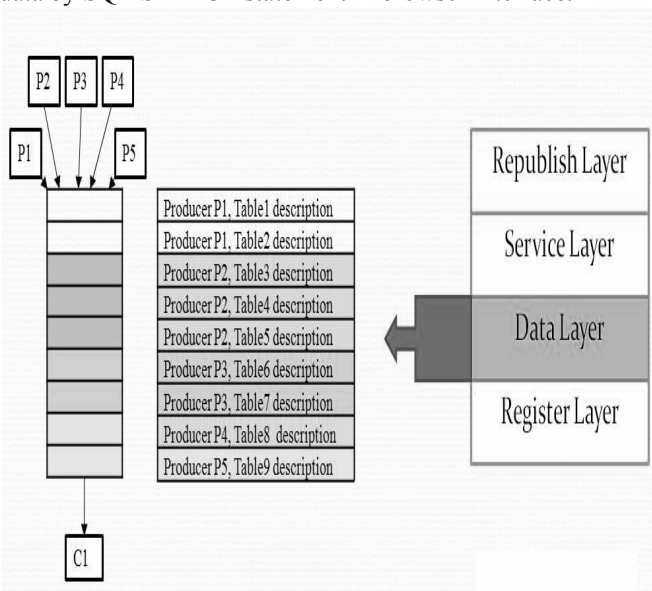 P2 P3 P4
P1 P5
Producer P1, Table1 description
Producer P1, Table2 description
Producer P2, Table3 description
Producer P2, Table4 description
Producer P2, Table5 description
Producer P3, Table6 description
Producer P3, Table7 description
Producer P4, Table8 description
Producer P5, Table9 description
C1
Republish Layer
Service Layer
Data Layer
Register Layer